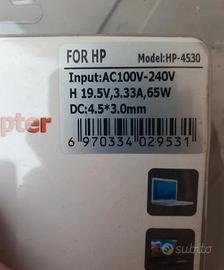 FOR HP Model:HP-4530
Input:AC100V-240V
H 19.5V,3.33A,65W
DC:4.5*3.0mm
6 970334 029531
pter
subito